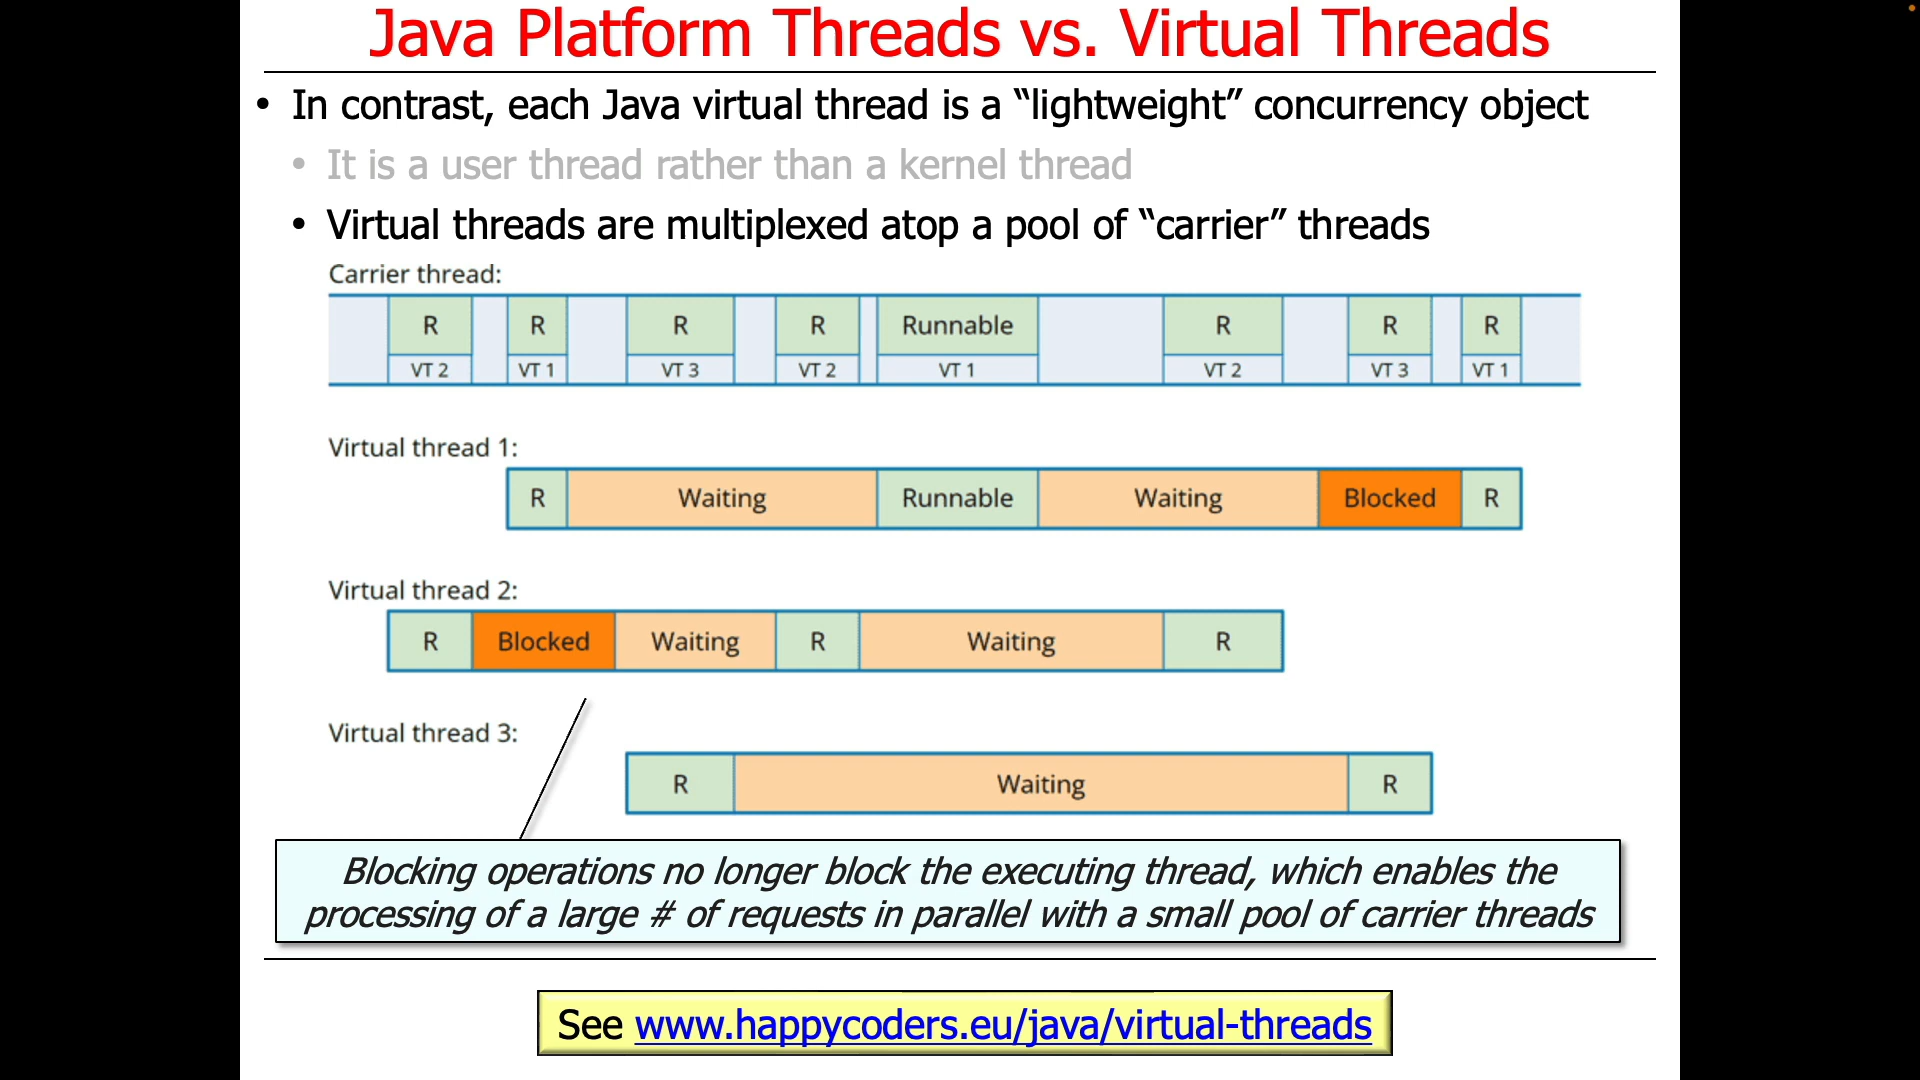 Java Platform Threads vs. Virtual Threads
• In contrast, each Java virtual thread is a “lightweight” concurrency object
• It is a user thread rather than a kernel thread
• Virtual threads are multiplexed atop a pool of “carrier” threads
Carrier thread:
R R R R Runnable R R R
VT 2 VT 1 VT 3 VT 2 VT 1 VT 2 VT 3 VT 1
Virtual thread 1:
R Waiting Runnable Waiting Blocked R
Virtual thread 2:
R Blocked Waiting R Waiting R
Virtual thread 3:
R Waiting R
Blocking operations no longer block the executing thread, which enables the
processing of a large # of requests in parallel with a small pool of carrier threads
See www.happycoders.eu/java/virtual-threads